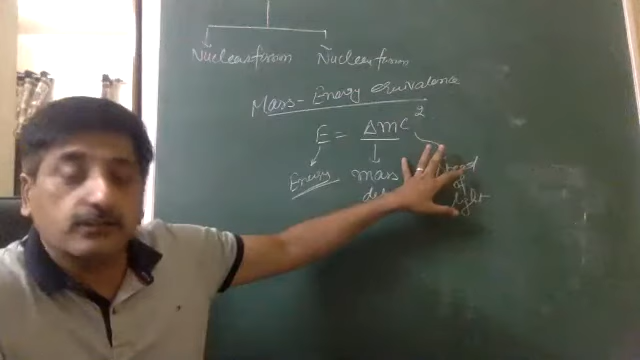 Nuclear fission Nuclear fusion
Mass- Energy equivalence
E = Δmc²
Energy mass
of
light